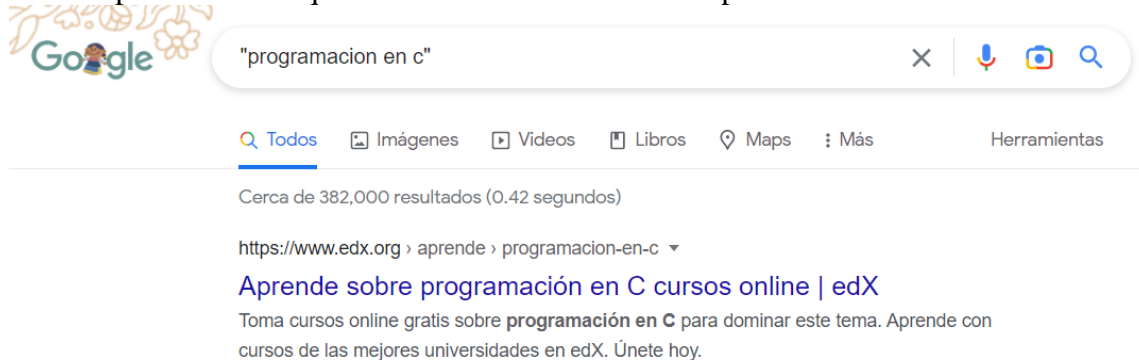 Google
"programacion en c"
Todos Imágenes Videos Libros Maps Más Herramientas
Cerca de 382,000 resultados (0.42 segundos)
https://www.edx.org › aprende › programacion-en-c
Aprende sobre programación en C cursos online | edX
Toma cursos online gratis sobre programación en C para dominar este tema. Aprende con
cursos de las mejores universidades en edX. Únete hoy.